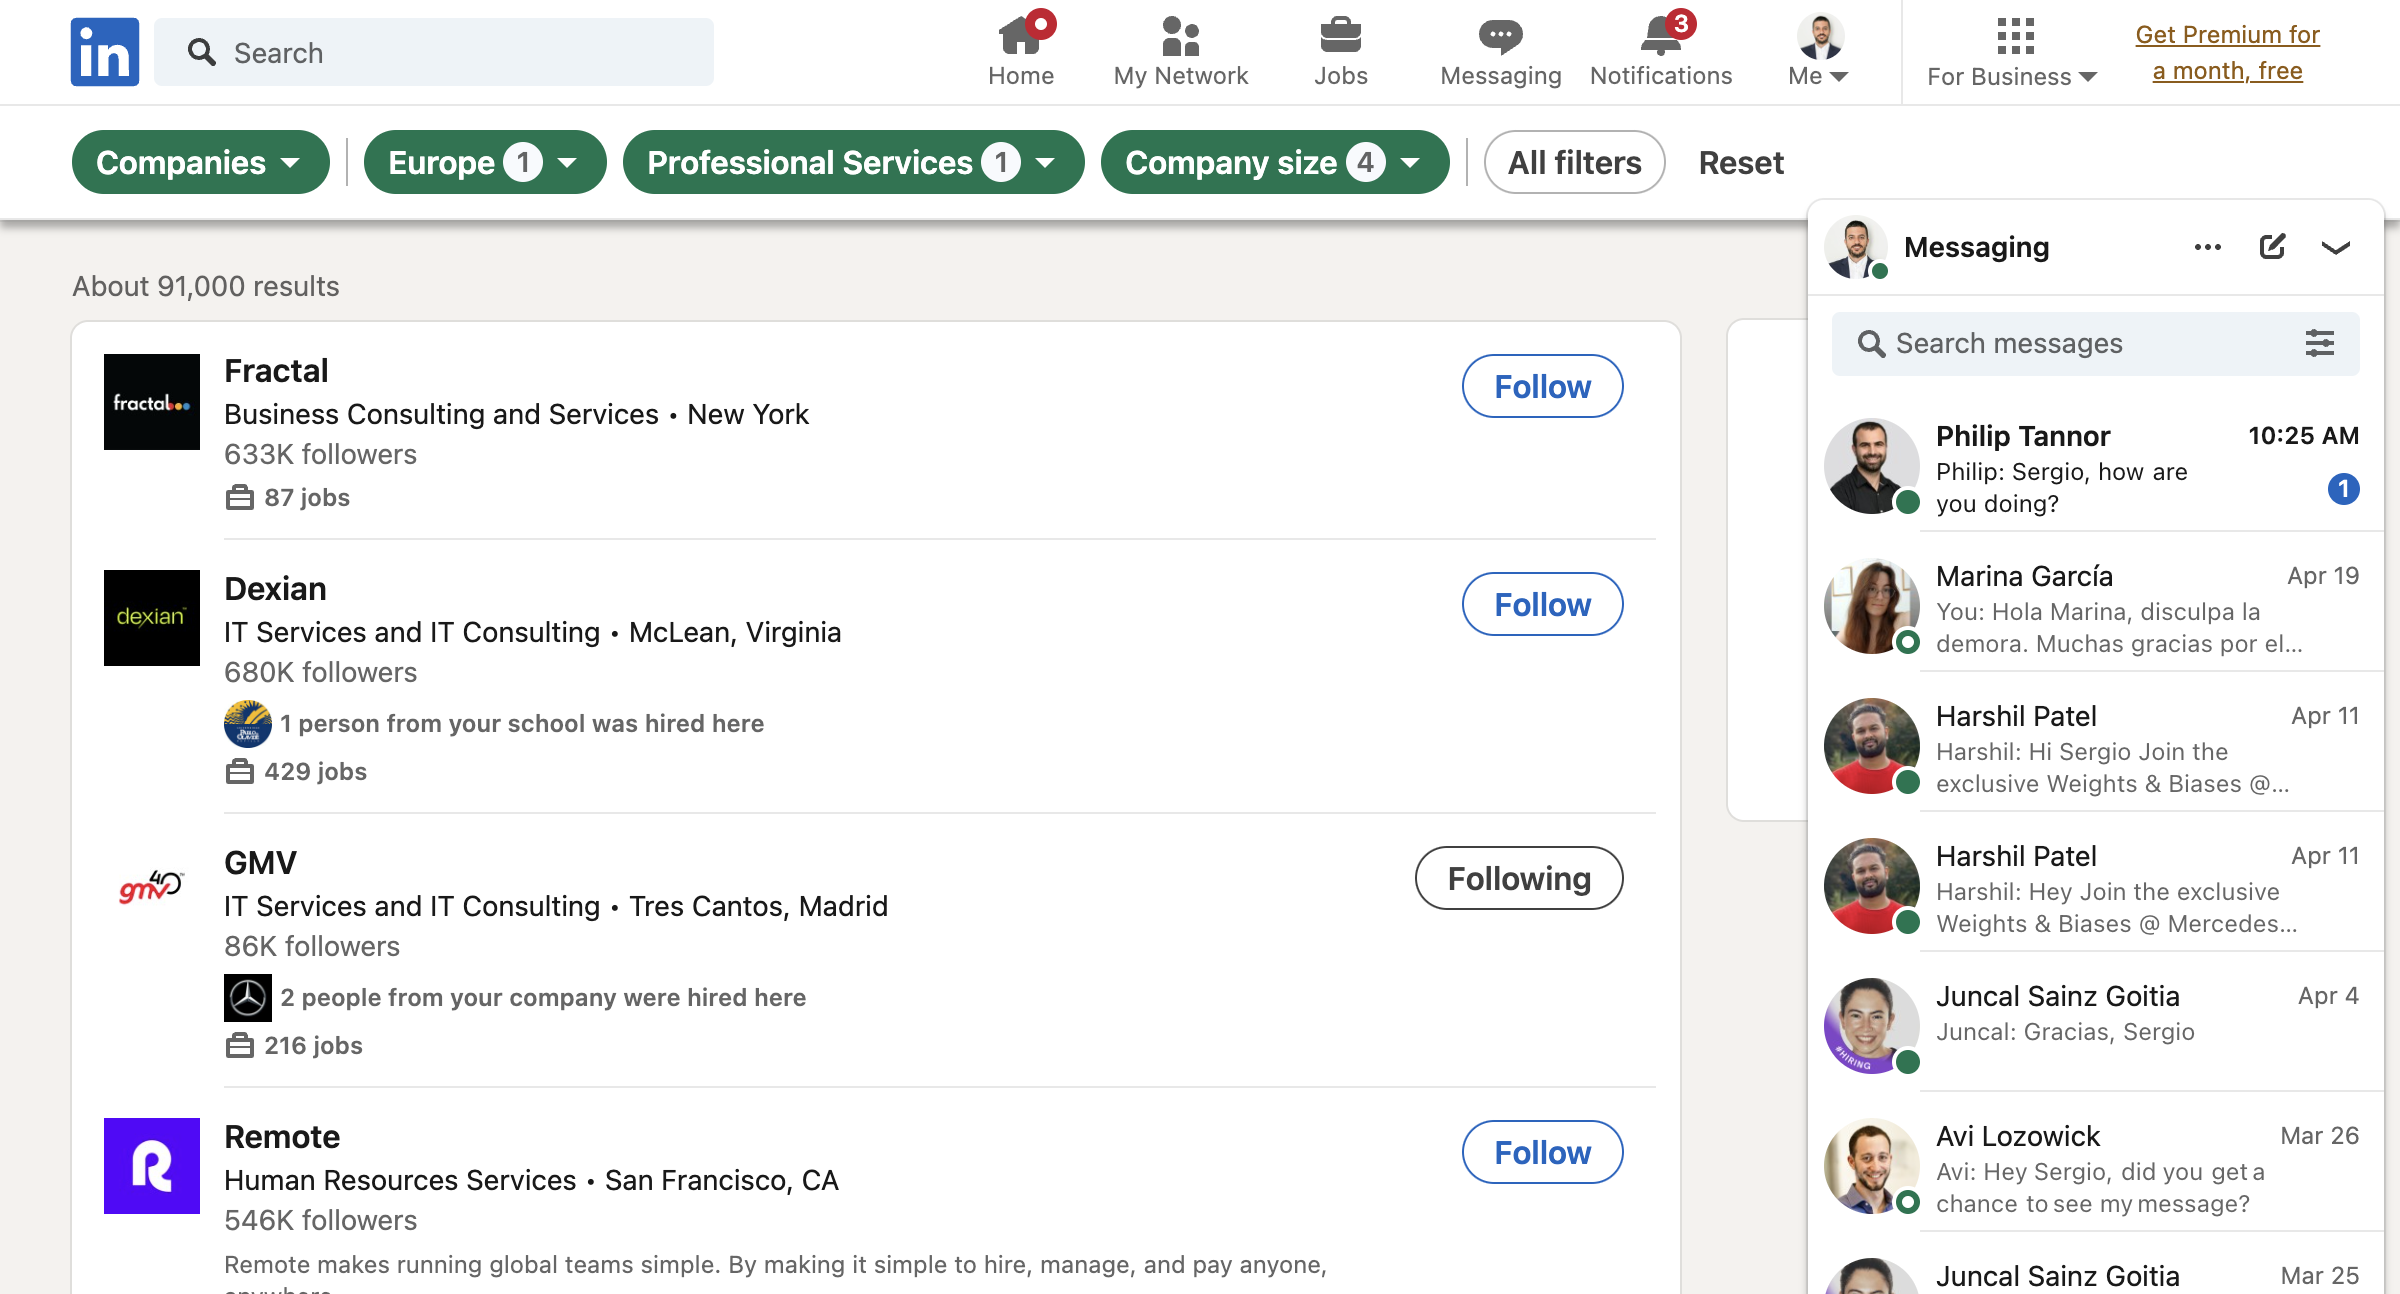 in
Search
Home
My Network
Jobs
Messaging
3
Notifications
Me
For Business
Get Premium for
a month, free
Companies
Europe 1
Professional Services 1
Company size 4
All filters
Reset
About 91,000 results
fractal
Fractal
Business Consulting and Services • New York
633K followers
87 jobs
Follow
dexian
Dexian
IT Services and IT Consulting • McLean, Virginia
680K followers
1 person from your school was hired here
429 jobs
Follow
gmv 40
GMV
IT Services and IT Consulting • Tres Cantos, Madrid
86K followers
2 people from your company were hired here
216 jobs
Following
R
Remote
Human Resources Services • San Francisco, CA
546K followers
Remote makes running global teams simple. By making it simple to hire, manage, and pay anyone,
Follow
Messaging
Search messages
Philip Tannor 10:25 AM
Philip: Sergio, how are
you doing?
1
Marina García Apr 19
You: Hola Marina, disculpa la
demora. Muchas gracias por el...
Harshil Patel Apr 11
Harshil: Hi Sergio Join the
exclusive Weights & Biases @...
Harshil Patel Apr 11
Harshil: Hey Join the exclusive
Weights & Biases @ Mercedes...
#HIRING
Juncal Sainz Goitia Apr 4
Juncal: Gracias, Sergio
Avi Lozowick Mar 26
Avi: Hey Sergio, did you get a
chance to see my message?
Juncal Sainz Goitia Mar 25